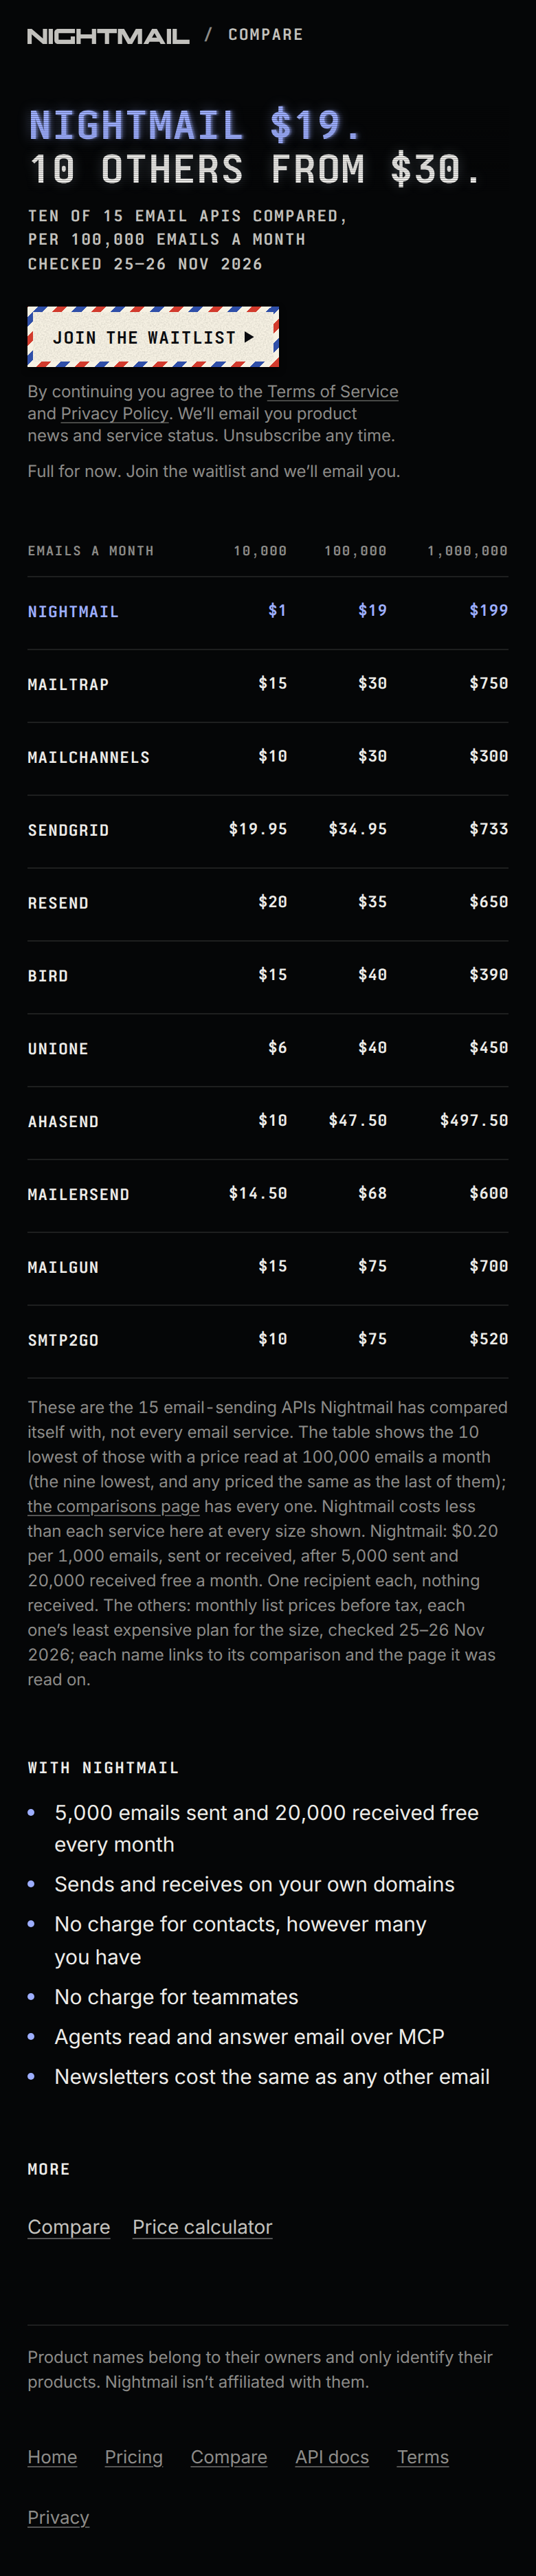 NIGHTMAIL / COMPARE
NIGHTMAIL $19.
10 OTHERS FROM $30.
TEN OF 15 EMAIL APIS COMPARED,
PER 100,000 EMAILS A MONTH
CHECKED 25–26 NOV 2026
JOIN THE WAITLIST ▶
By continuing you agree to the Terms of Service
and Privacy Policy. We’ll email you product
news and service status. Unsubscribe any time.
Full for now. Join the waitlist and we’ll email you.
EMAILS A MONTH 10,000 100,000 1,000,000
NIGHTMAIL $1 $19 $199
MAILTRAP $15 $30 $750
MAILCHANNELS $10 $30 $300
SENDGRID $19.95 $34.95 $733
RESEND $20 $35 $650
BIRD $15 $40 $390
UNIONE $6 $40 $450
AHASEND $10 $47.50 $497.50
MAILERSEND $14.50 $68 $600
MAILGUN $15 $75 $700
SMTP2GO $10 $75 $520
These are the 15 email-sending APIs Nightmail has compared
itself with, not every email service. The table shows the 10
lowest of those with a price read at 100,000 emails a month
(the nine lowest, and any priced the same as the last of them);
the comparisons page has every one. Nightmail costs less
than each service here at every size shown. Nightmail: $0.20
per 1,000 emails, sent or received, after 5,000 sent and
20,000 received free a month. One recipient each, nothing
received. The others: monthly list prices before tax, each
one’s least expensive plan for the size, checked 25–26 Nov
2026; each name links to its comparison and the page it was
read on.
WITH NIGHTMAIL
• 5,000 emails sent and 20,000 received free
every month
• Sends and receives on your own domains
• No charge for contacts, however many
you have
• No charge for teammates
• Agents read and answer email over MCP
• Newsletters cost the same as any other email
MORE
Compare Price calculator
Product names belong to their owners and only identify their
products. Nightmail isn’t affiliated with them.
Home Pricing Compare API docs Terms
Privacy